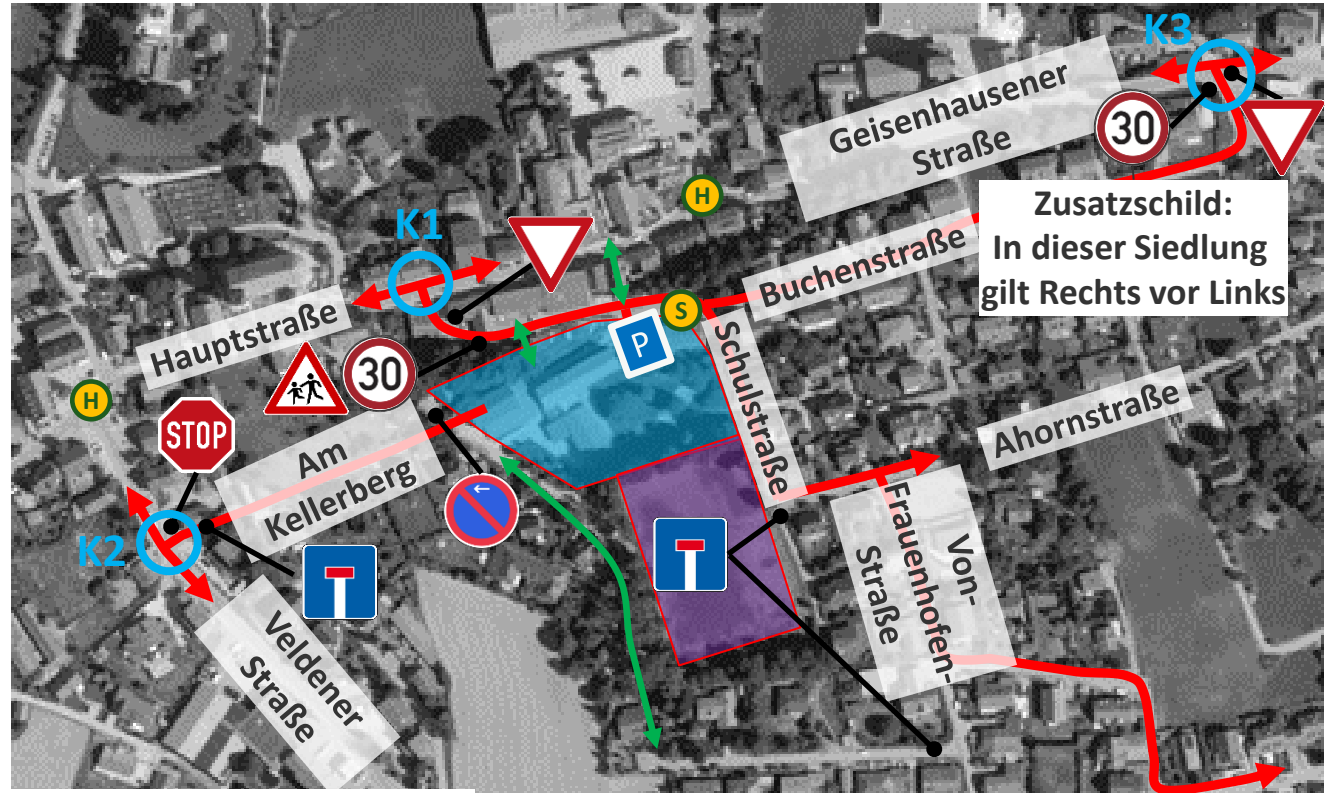 K3
Geisenhausener
Straße
30
Zusatzschild:
In dieser Siedlung
gilt Rechts vor Links
H
K1
Buchenstraße
Hauptstraße
S
P
30
Schulstraße
H
STOP
Am
Kellerberg
Ahornstraße
K2
Von-
Frauenhofen-
Straße
Veldener
Straße